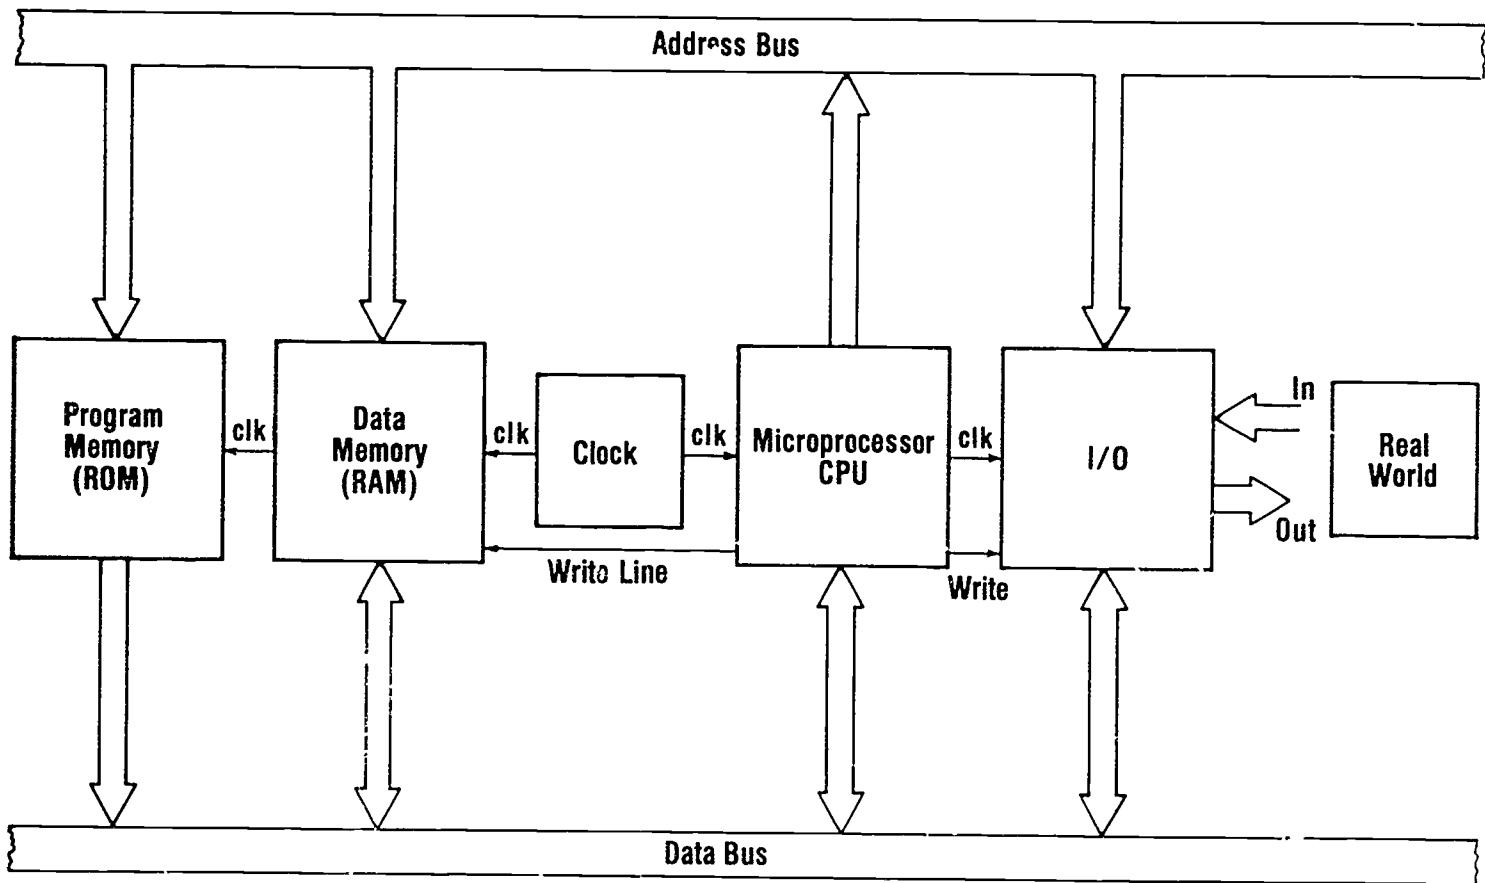 Address Bus
Program
Memory
(ROM)
clk
Data
Memory
(RAM)
clk
Clock
clk
Microprocessor
CPU
clk
I/O
In
Out
Real
World
Write Line
Write
Data Bus